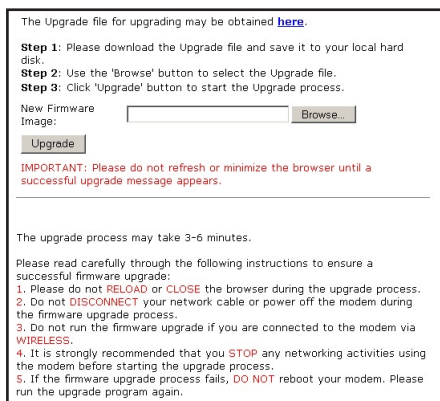 The Upgrade file for upgrading may be obtained here.
Step 1: Please download the Upgrade file and save it to your local hard
disk.
Step 2: Use the 'Browse' button to select the Upgrade file.
Step 3: Click 'Upgrade' button to start the Upgrade process.
New Firmware
Image:
Browse...
Upgrade
IMPORTANT: Please do not refresh or minimize the browser until a
successful upgrade message appears.
The upgrade process may take 3-6 minutes.
Please read carefully through the following instructions to ensure a
successful firmware upgrade:
1. Please do not RELOAD or CLOSE the browser during the upgrade process.
2. Do not DISCONNECT your network cable or power off the modem during
the firmware upgrade process.
3. Do not run the firmware upgrade if you are connected to the modem via
WIRELESS.
4. It is strongly recommended that you STOP any networking activities using
the modem before starting the upgrade process.
5. If the firmware upgrade process fails, DO NOT reboot your modem. Please
run the upgrade program again.